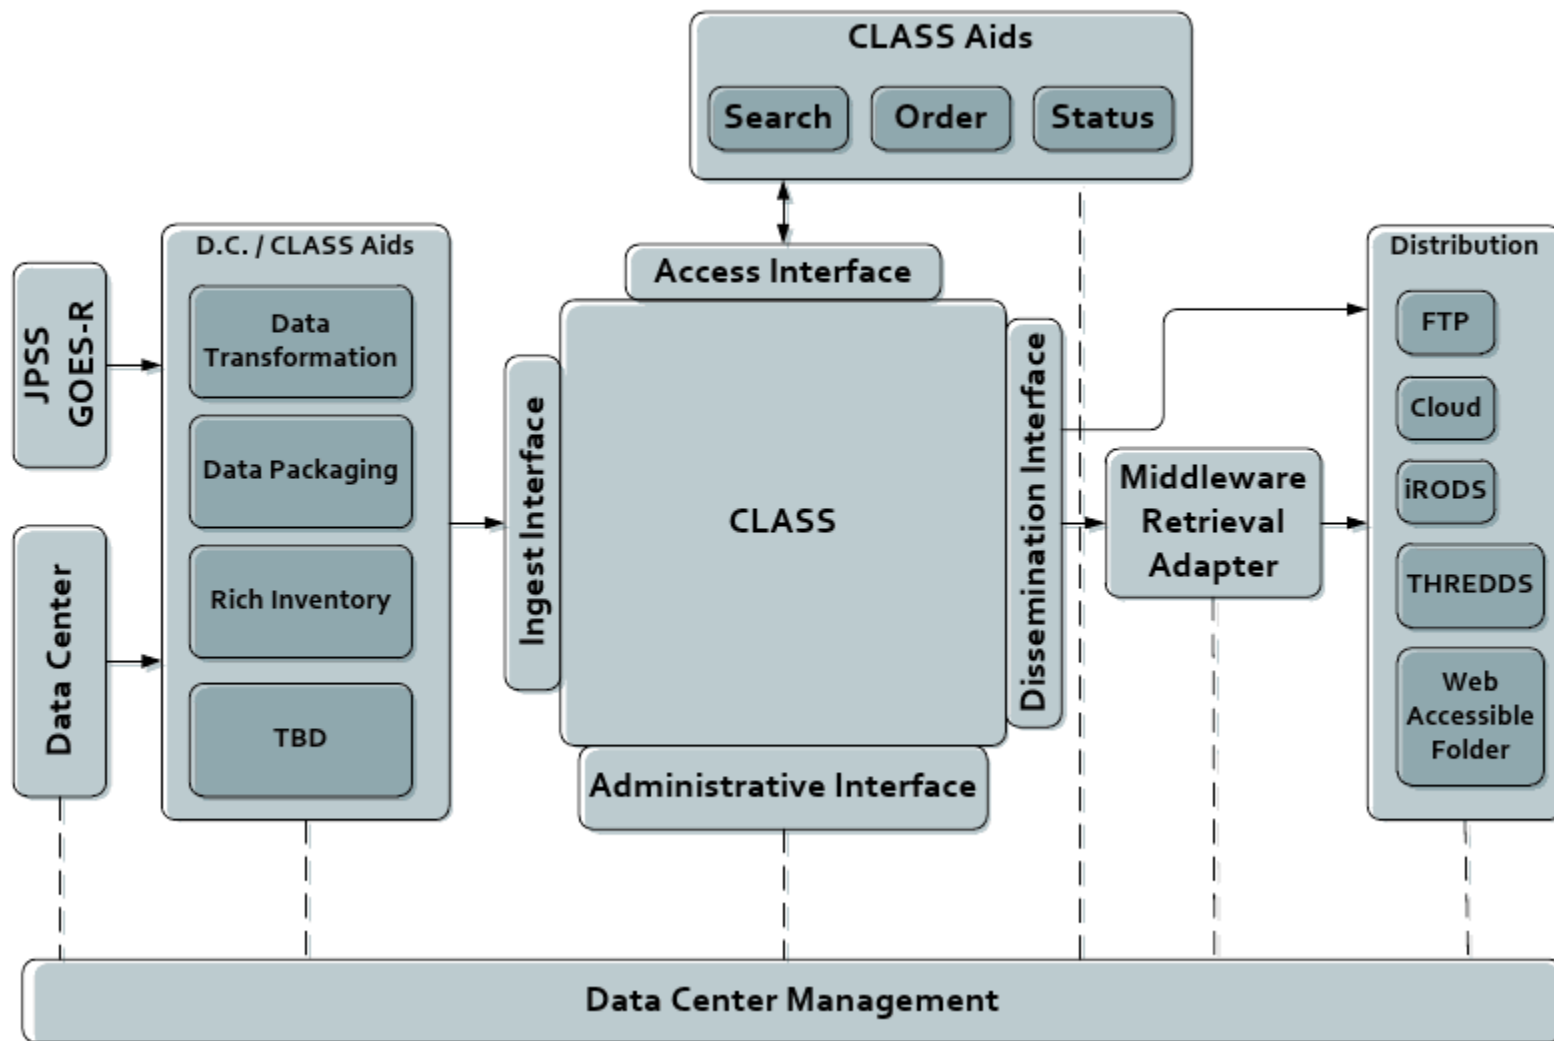 CLASS Aids
Search
Order
Status
D.C. / CLASS Aids
Data
Transformation
Data Packaging
Rich Inventory
TBD
JPSS
GOES-R
Data Center
Access Interface
Ingest Interface
CLASS
Dissemination Interface
Administrative Interface
Middleware
Retrieval
Adapter
Distribution
FTP
Cloud
iRODS
THREDDS
Web
Accessible
Folder
Data Center Management